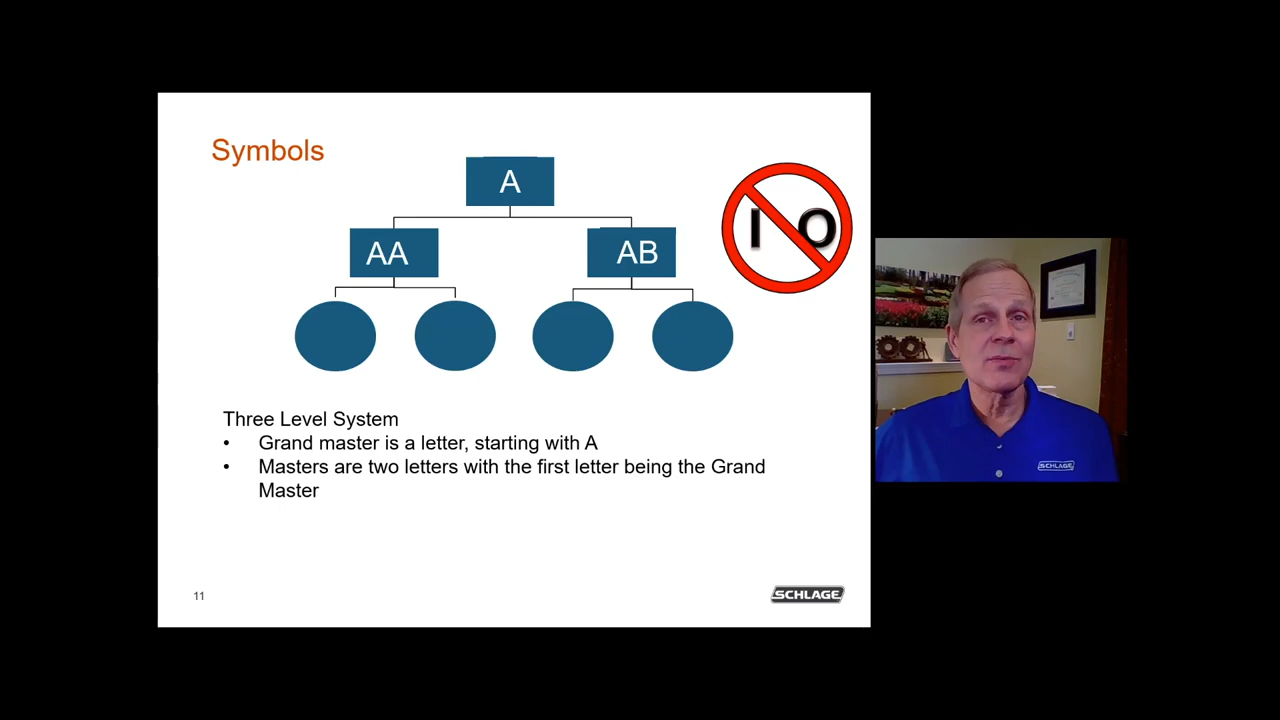 Symbols
A
I O
AA
AB
Three Level System
• Grand master is a letter, starting with A
• Masters are two letters with the first letter being the Grand
Master
SCHLAGE
11
SCHLAGE